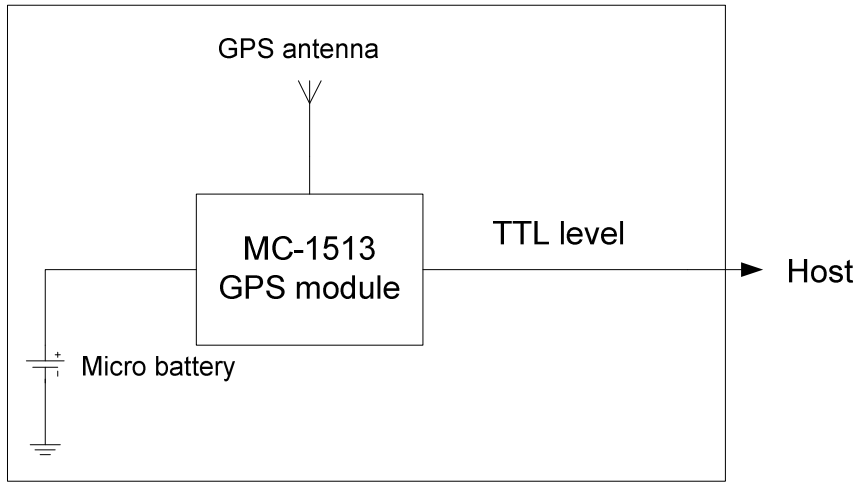 GPS antenna
MC-1513
GPS module
TTL level
Host
+
-
Micro battery